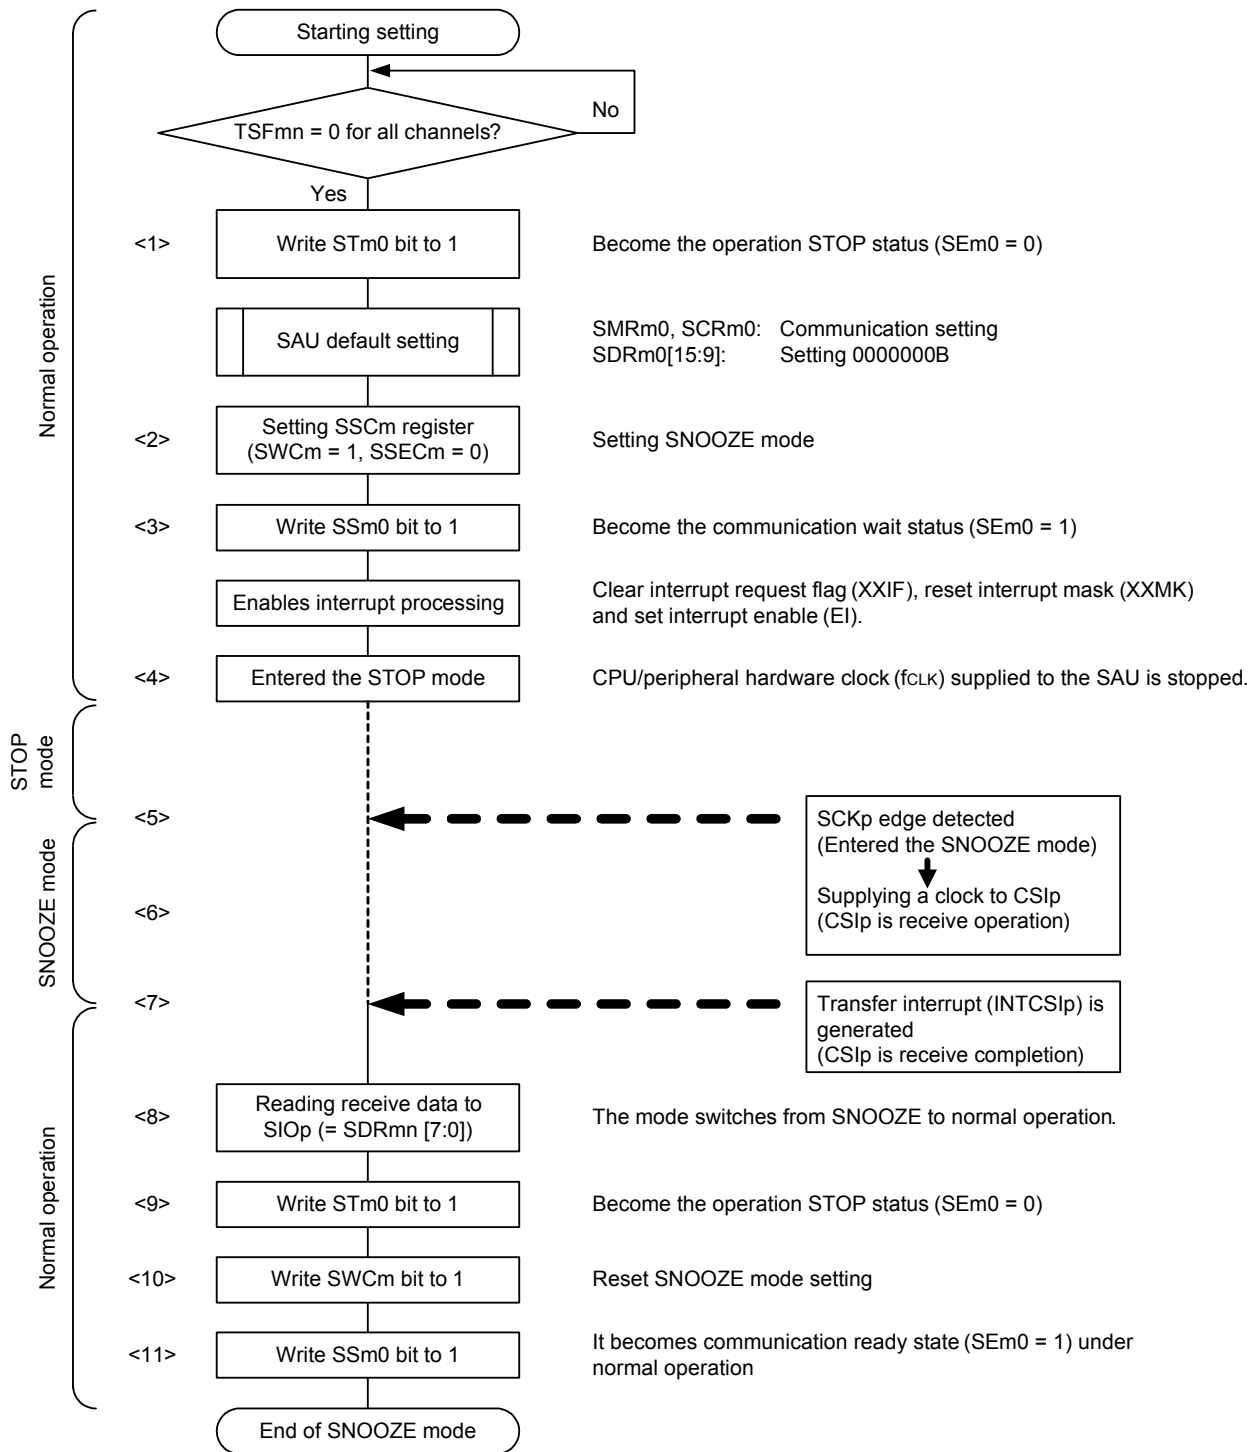 Starting setting
No
TSFmn = 0 for all channels?
Yes
Normal operation
<1>
Write STm0 bit to 1
Become the operation STOP status (SEm0 = 0)
SAU default setting
SMRm0, SCRm0: Communication setting
SDRm0[15:9]: Setting 0000000B
<2>
Setting SSCm register
(SWCm = 1, SSECm = 0)
Setting SNOOZE mode
<3>
Write SSm0 bit to 1
Become the communication wait status (SEm0 = 1)
Enables interrupt processing
Clear interrupt request flag (XXIF), reset interrupt mask (XXMK)
and set interrupt enable (EI).
<4>
Entered the STOP mode
CPU/peripheral hardware clock (fCLK) supplied to the SAU is stopped.
STOP
mode
<5>
SCKp edge detected
(Entered the SNOOZE mode)
Supplying a clock to CSIp
(CSIp is receive operation)
SNOOZE mode
<6>
<7>
Transfer interrupt (INTCSIp) is
generated
(CSIp is receive completion)
Normal operation
<8>
Reading receive data to
SIOp (= SDRmn [7:0])
The mode switches from SNOOZE to normal operation.
<9>
Write STm0 bit to 1
Become the operation STOP status (SEm0 = 0)
<10>
Write SWCm bit to 1
Reset SNOOZE mode setting
<11>
Write SSm0 bit to 1
It becomes communication ready state (SEm0 = 1) under
normal operation
End of SNOOZE mode